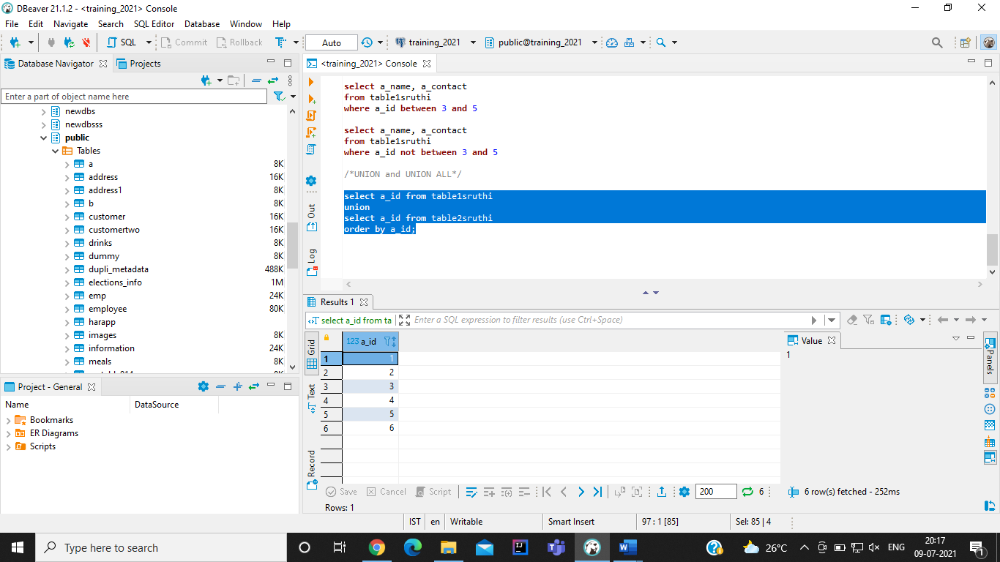 DBeaver 21.1.2 - <training_2021> Console
File Edit Navigate Search SQL Editor Database Window Help
SQL Commit Rollback Auto training_2021 public@training_2021
Database Navigator Projects
Enter a part of object name here
newdbs
newdbsss
public
Tables
a 8K
address 16K
address1 8K
b 8K
customer 16K
customertwo 16K
drinks 8K
dummy 8K
dupli_metadata 488K
elections_info 1M
emp 24K
employee 80K
harapp
images 8K
information 24K
meals 8K
Project - General
Name DataSource
Bookmarks
ER Diagrams
Scripts
<training_2021> Console
select a_name, a_contact
from table1sruthi
where a_id between 3 and 5
select a_name, a_contact
from table1sruthi
where a_id not between 3 and 5
/*UNION and UNION ALL*/
select a_id from table1sruthi
union
select a_id from table2sruthi
order by a_id;
Out
Log
Results 1
select a_id from ta Enter a SQL expression to filter results (use Ctrl+Space)
Grid
Text
Record
123 a_id
1 1
2 2
3 3
4 4
5 5
6 6
Value
1
Panels
Save Cancel Script 200 6 6 row(s) fetched - 252ms
Rows: 1
IST en Writable Smart Insert 97 : 1 [85] Sel: 85 | 4
Type here to search
26°C ENG 20:17
09-07-2021
1